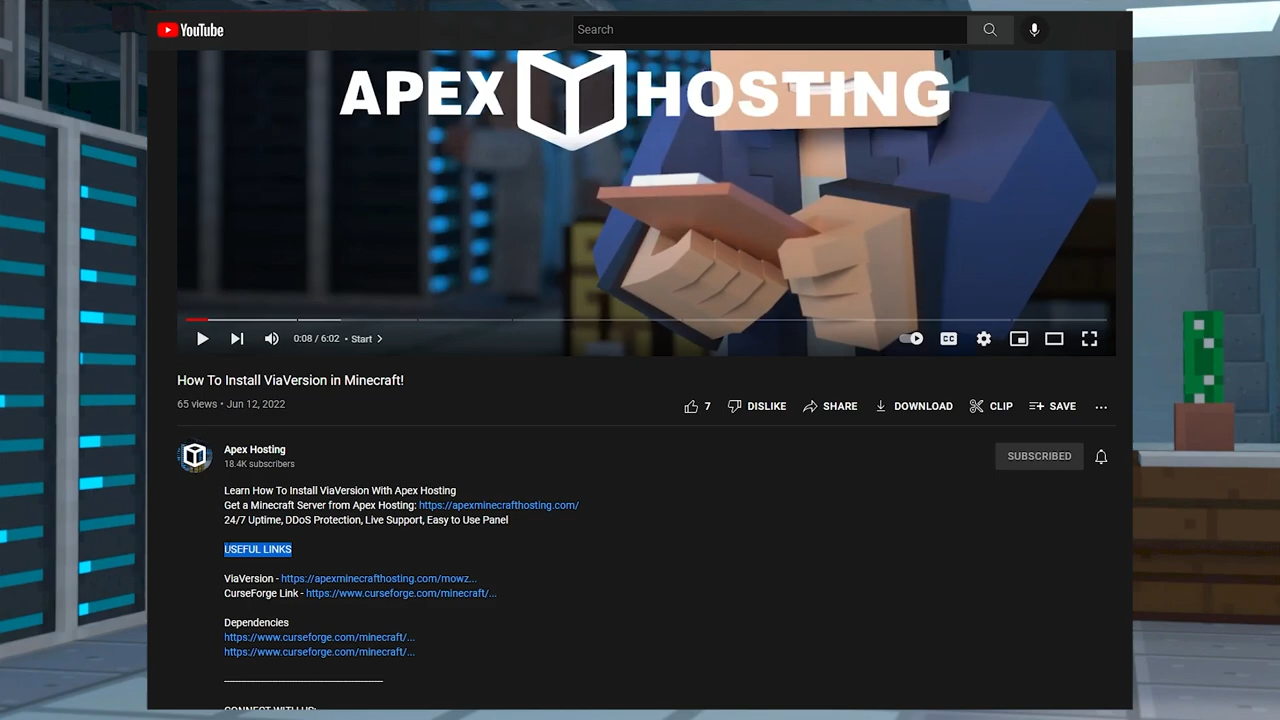 YouTube
Search
APEX HOSTING
0:08 / 6:02 • Start
CC
How To Install ViaVersion in Minecraft!
65 views • Jun 12, 2022
7 DISLIKE SHARE DOWNLOAD CLIP SAVE ...
Apex Hosting
18.4K subscribers
SUBSCRIBED
Learn How To Install ViaVersion With Apex Hosting
Get a Minecraft Server from Apex Hosting: https://apexminecrafthosting.com/
24/7 Uptime, DDoS Protection, Live Support, Easy to Use Panel
USEFUL LINKS
ViaVersion - https://apexminecrafthosting.com/mowz...
CurseForge Link - https://www.curseforge.com/minecraft/...
Dependencies
https://www.curseforge.com/minecraft/...
https://www.curseforge.com/minecraft/...
CONNECT WITH US: